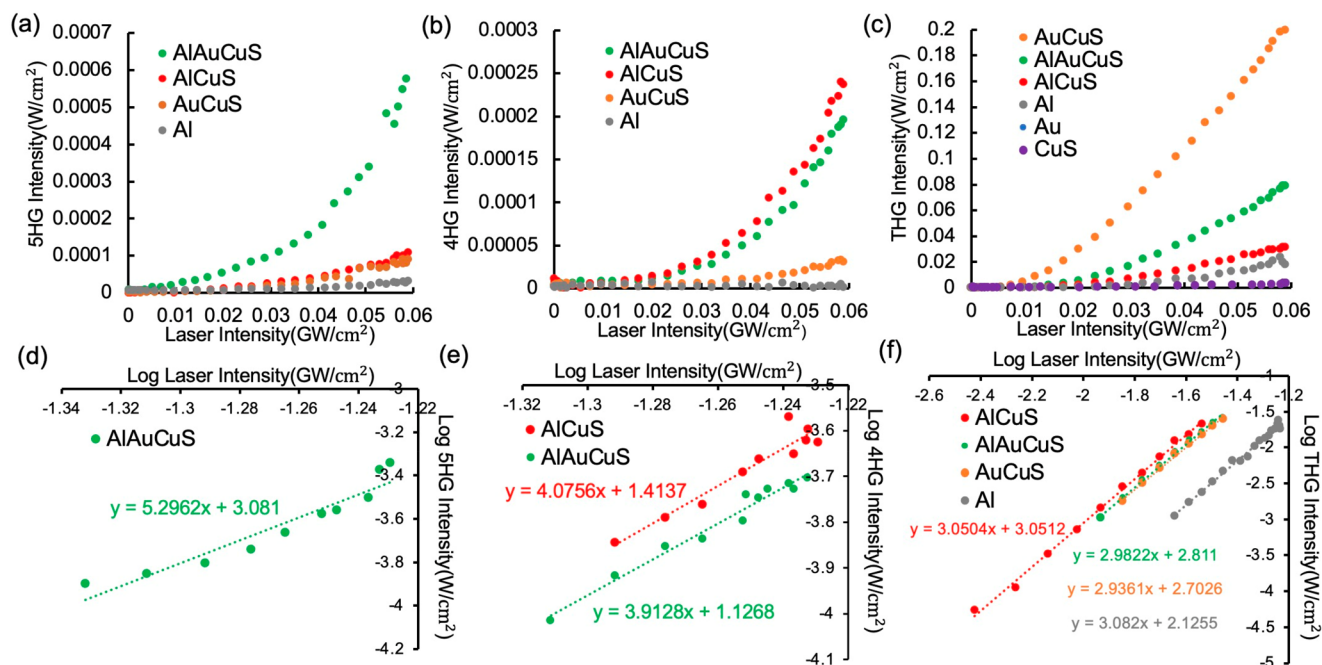 (a)
5HG Intensity(W/cm²)
0.0007
0.0006
0.0005
0.0004
0.0003
0.0002
0.0001
0
AlAuCuS
AlCuS
AuCuS
Al
0 0.01 0.02 0.03 0.04 0.05 0.06
Laser Intensity(GW/cm²)
(b)
4HG Intensity(W/cm²)
0.0003
0.00025
0.0002
0.00015
0.0001
0.00005
0
AlAuCuS
AlCuS
AuCuS
Al
0 0.01 0.02 0.03 0.04 0.05 0.06
Laser Intensity(GW/cm²)
(c)
THG Intensity(W/cm²)
0.2
0.18
0.16
0.14
0.12
0.1
0.08
0.06
0.04
0.02
0
AuCuS
AlAuCuS
AlCuS
Al
Au
CuS
0 0.01 0.02 0.03 0.04 0.05 0.06
Laser Intensity(GW/cm²)
(d)
Log Laser Intensity(GW/cm²)
-1.34 -1.32 -1.3 -1.28 -1.26 -1.24 -1.22
-3
-3.2
-3.4
-3.6
-3.8
-4
-4.2
Log 5HG Intensity(W/cm²)
AlAuCuS
y = 5.2962x + 3.081
(e)
Log Laser Intensity(GW/cm²)
-1.32 -1.3 -1.28 -1.26 -1.24 -1.22
-3.5
-3.6
-3.7
-3.8
-3.9
-4
-4.1
Log 4HG Intensity(W/cm²)
AlCuS
AlAuCuS
y = 4.0756x + 1.4137
y = 3.9128x + 1.1268
(f)
Log Laser Intensity(GW/cm²)
-2.6 -2.4 -2.2 -2 -1.8 -1.6 -1.4 -1.2
-1
-1.5
-2
-2.5
-3
-3.5
-4
-4.5
-5
Log THG Intensity(W/cm²)
AlCuS
AlAuCuS
AuCuS
Al
y = 3.0504x + 3.0512
y = 2.9822x + 2.811
y = 2.9361x + 2.7026
y = 3.082x + 2.1255